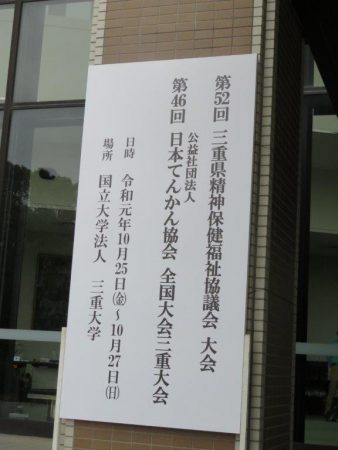 第52回 三重県精神保健福祉協議会 大会
公益社団法人
第46回 日本てんかん協会 全国大会三重大会
日時 令和元年10月25日㈮〜10月27日㈰
場所 国立大学法人 三重大学